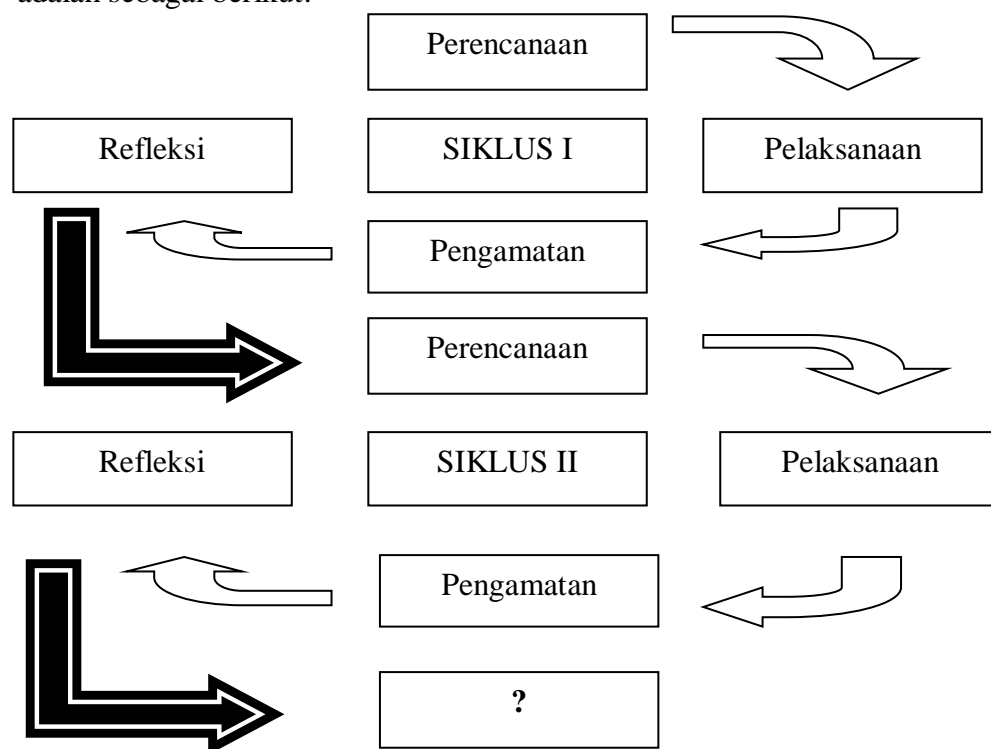 adalah sebagai berikut:
Perencanaan
Refleksi SIKLUS I Pelaksanaan
Pengamatan
Perencanaan
Refleksi SIKLUS II Pelaksanaan
Pengamatan
?